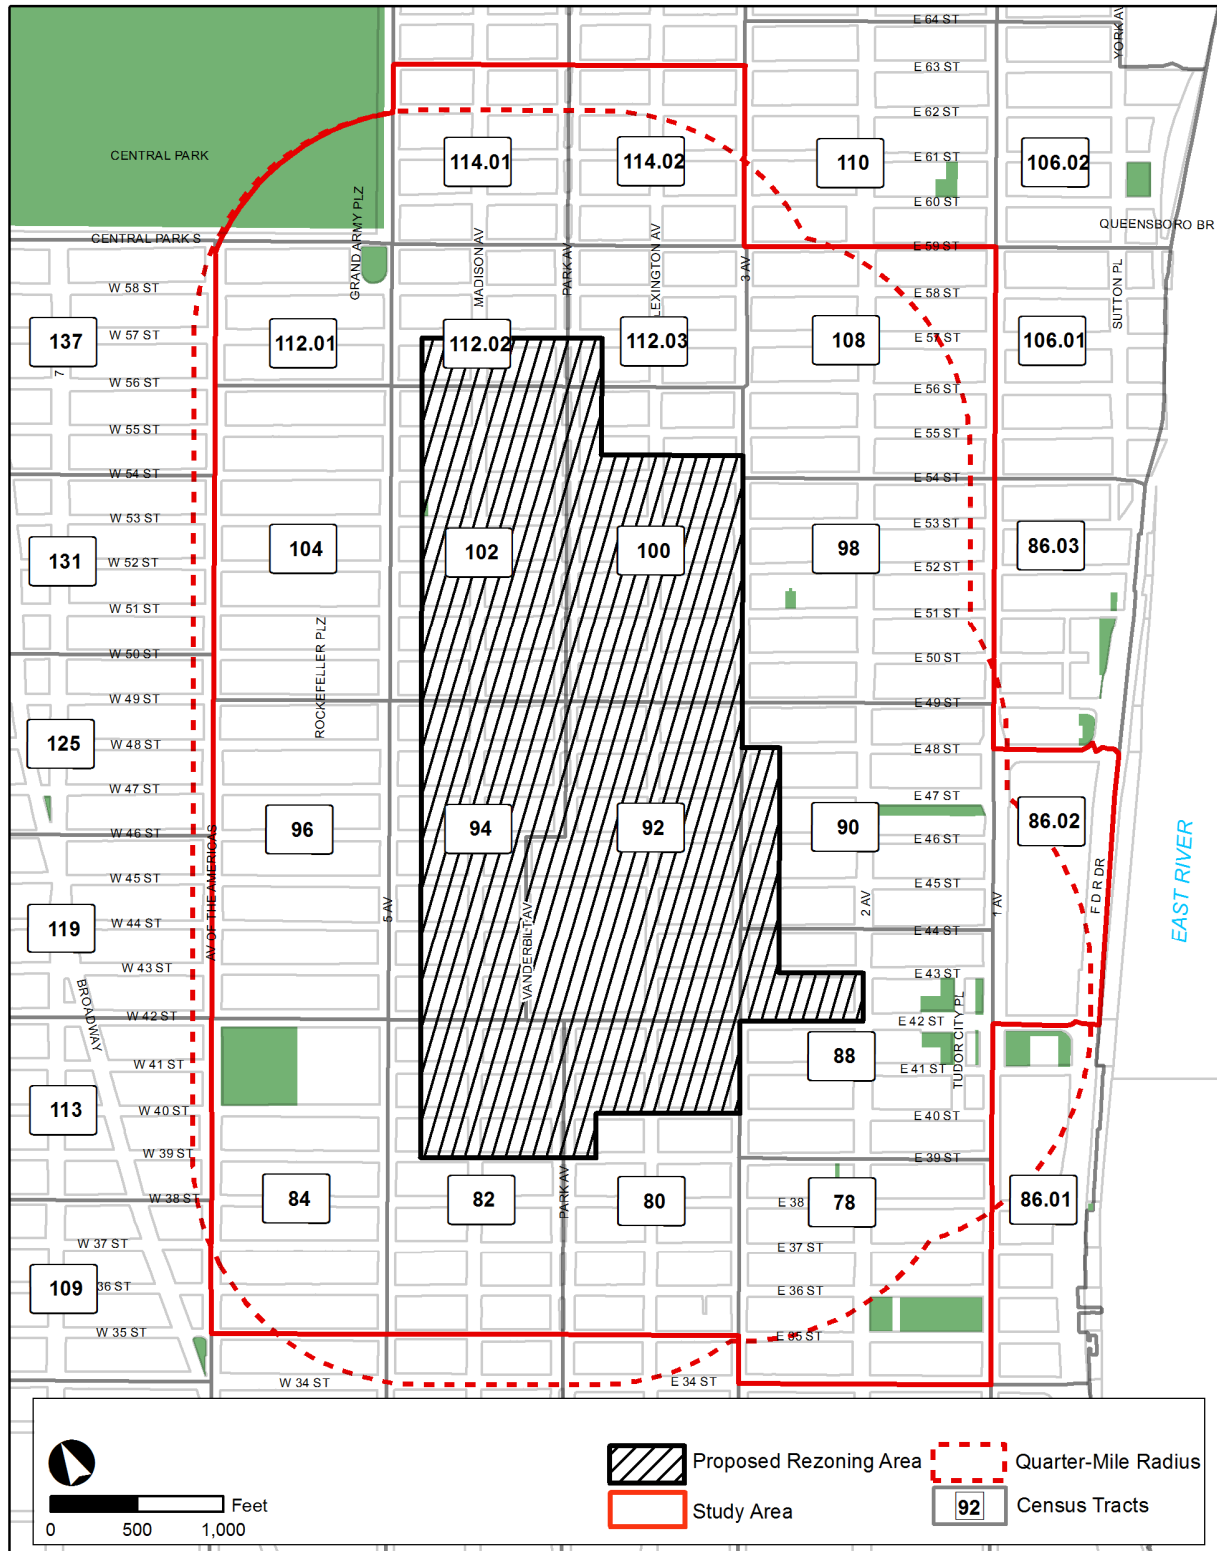 E 64 ST
YORK AV
E 63 ST
E 62 ST
CENTRAL PARK
114.01
114.02
110
E 61 ST
106.02
E 60 ST
GRAND ARMY PLZ
QUEENSBORO BR
CENTRAL PARK S
MADISON AV
PARK AV
LEXINGTON AV
3 AV
E 59 ST
W 58 ST
E 58 ST
SUTTON PL
137
W 57 ST
112.01
112.02
112.03
108
E 57 ST
106.01
7
W 56 ST
E 56 ST
W 55 ST
E 55 ST
W 54 ST
E 54 ST
W 53 ST
E 53 ST
131
W 52 ST
104
102
100
98
E 52 ST
86.03
W 51 ST
E 51 ST
ROCKEFELLER PLZ
W 50 ST
E 50 ST
W 49 ST
E 49 ST
125
W 48 ST
E 48 ST
W 47 ST
E 47 ST
96
94
92
90
86.02
W 46 ST
E 46 ST
AV OF THE AMERICAS
EAST RIVER
W 45 ST
E 45 ST
F D R DR
5 AV
VANDERBILT AV
2 AV
1 AV
119
W 44 ST
E 44 ST
W 43 ST
E 43 ST
BROADWAY
TUDOR CITY PL
W 42 ST
E 42 ST
88
W 41 ST
E 41 ST
113
W 40 ST
E 40 ST
W 39 ST
E 39 ST
PARK AV
W 38 ST
84
82
80
E 38
78
86.01
W 37 ST
E 37 ST
109
36 ST
E 36 ST
W 35 ST
E 35 ST
W 34 ST
E 34 ST
Proposed Rezoning Area
Quarter-Mile Radius
Feet
0 500 1,000
Study Area
92
Census Tracts